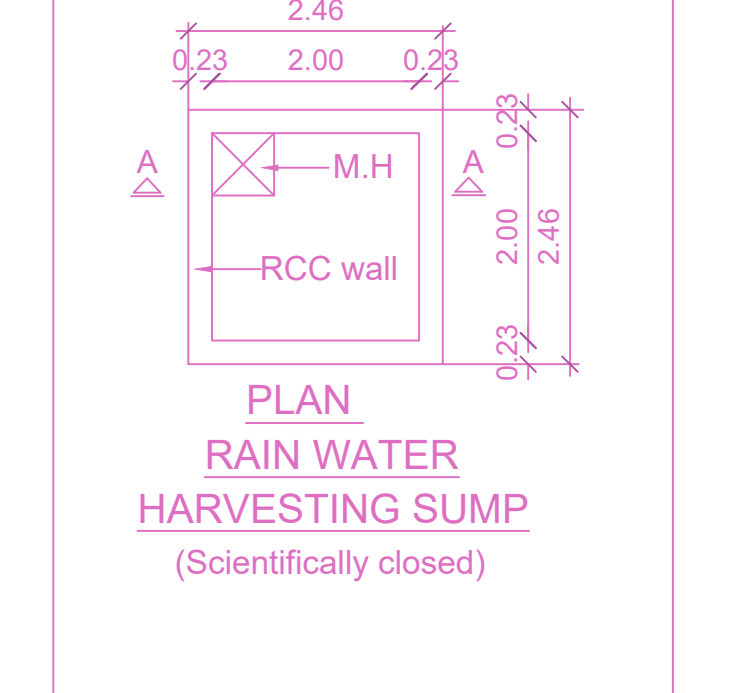 2.46
0.23 2.00 0.23
0.23
A M.H A
2.00 2.46
RCC wall
0.23
PLAN
RAIN WATER
HARVESTING SUMP
(Scientifically closed)